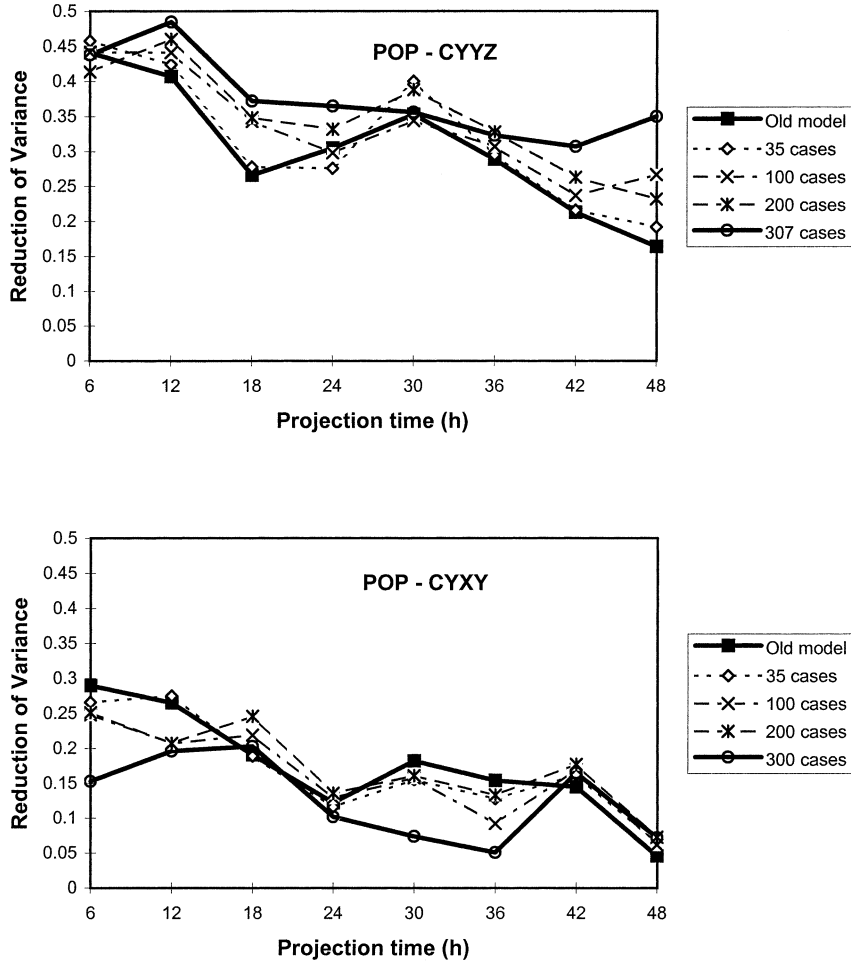 POP - CYYZ
Reduction of Variance
0.5
0.45
0.4
0.35
0.3
0.25
0.2
0.15
0.1
0.05
0
6 12 18 24 30 36 42 48
Projection time (h)
Old model
35 cases
100 cases
200 cases
307 cases
POP - CYXY
Reduction of Variance
0.5
0.45
0.4
0.35
0.3
0.25
0.2
0.15
0.1
0.05
0
6 12 18 24 30 36 42 48
Projection time (h)
Old model
35 cases
100 cases
200 cases
300 cases